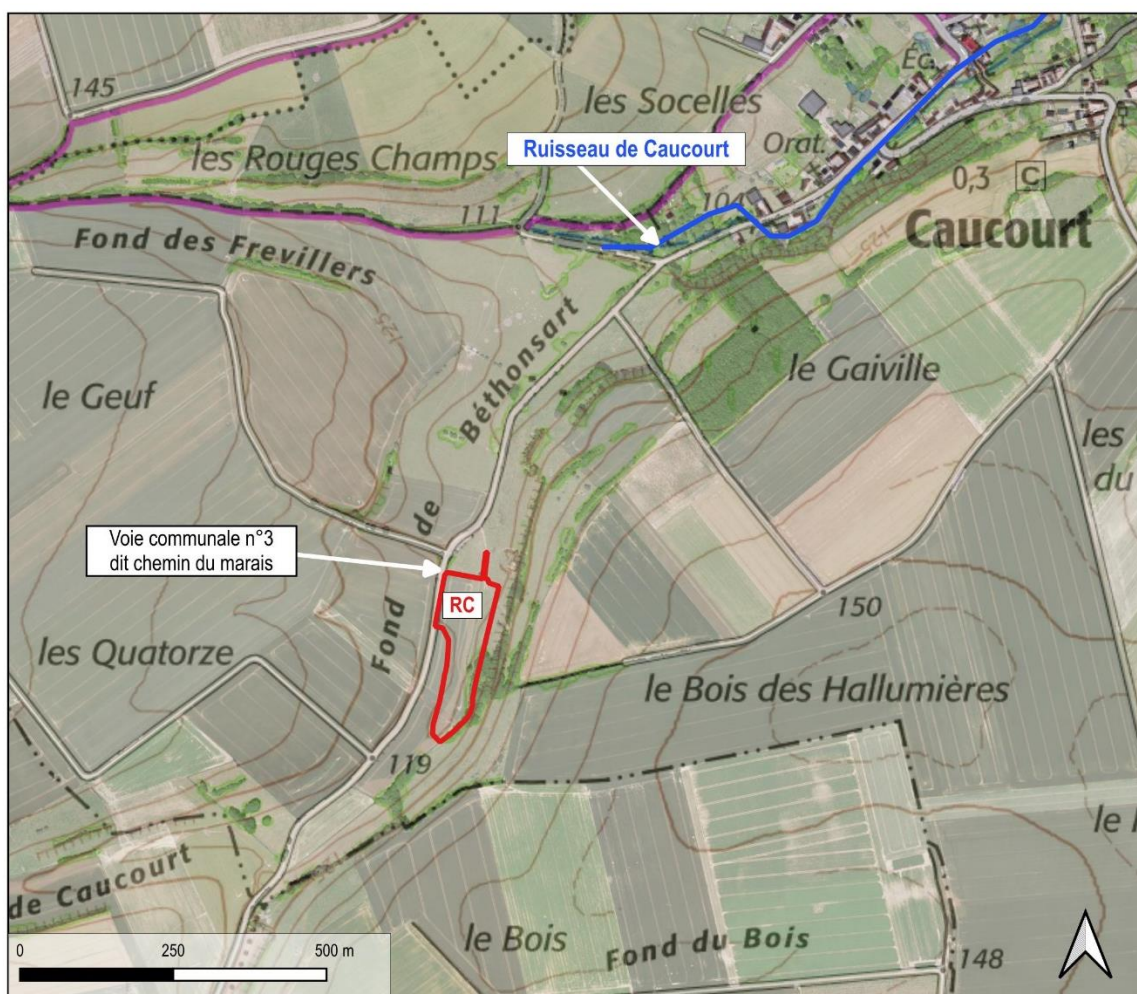 145
les Socelles
Éc.
Orat.
les Rouges Champs
Ruisseau de Caucourt
0,3 C
111
Caucourt
Fond des Frevillers
125
125
le Geuf
Béthonsart
le Gaiville
les
du
Voie communale n°3
dit chemin du marais
de
RC
Fond
150
les Quatorze
le Bois des Hallumières
119
de Caucourt
le Bois
Fond du Bois
148
0 250 500 m